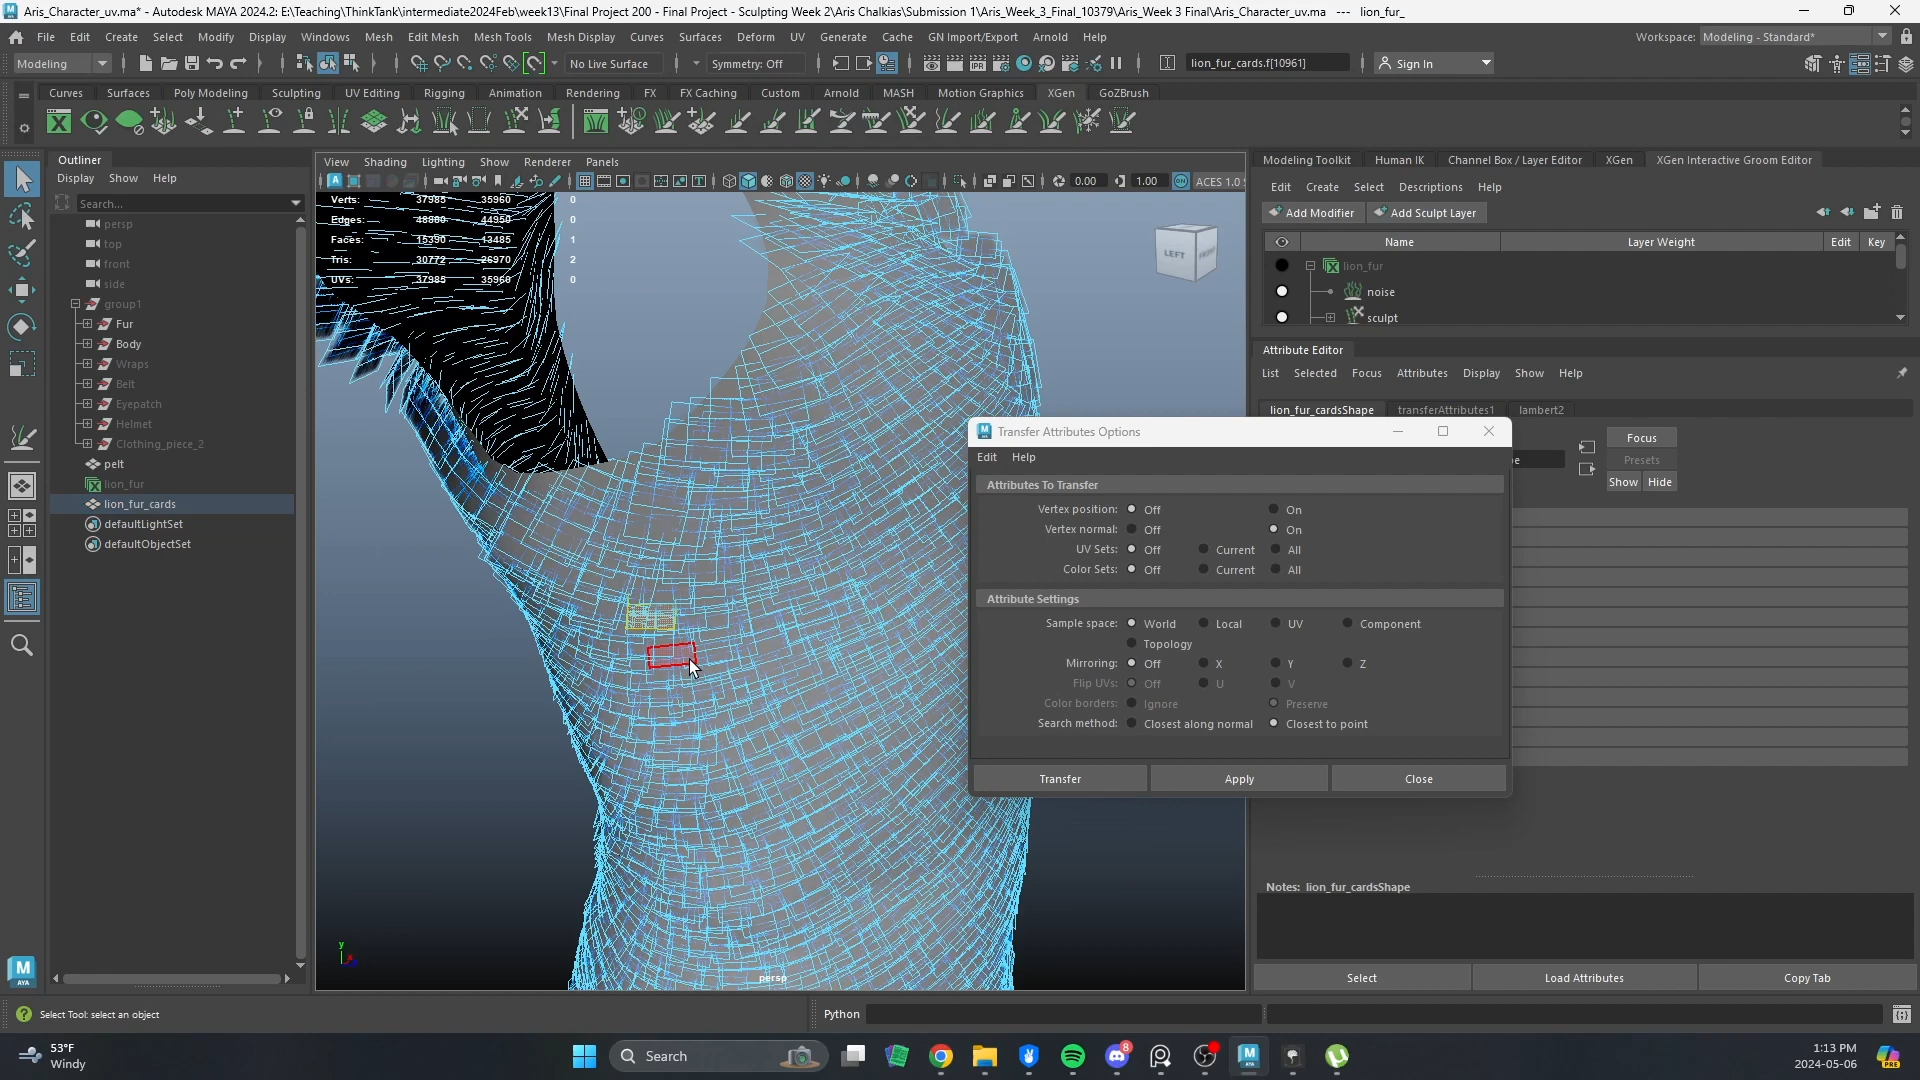 Aris_Character_uv.ma* - Autodesk MAYA 2024.2: E:\Teaching\ThinkTank\intermediate2024Feb\week13\Final Project 200 - Final Project - Sculpting Week 2\Aris Chalkias\Submission 1\Aris_Week_3_Final_10379\Aris_Week 3 Final\Aris_Character_uv.ma --- lion_fur_
File Edit Create Select Modify Display Windows Mesh Edit Mesh Mesh Tools Mesh Display Curves Surfaces Deform UV Generate Cache GN Import/Export Arnold Help Workspace: Modeling - Standard*
Modeling No Live Surface Symmetry: Off lion_fur_cards.f[10961] Sign In
Curves Surfaces Poly Modeling Sculpting UV Editing Rigging Animation Rendering FX FX Caching Custom Arnold MASH Motion Graphics XGen GoZBrush
Outliner
Display Show Help
Search...
persp
top
front
side
group1
Fur
Body
Wraps
Belt
Eyepatch
Helmet
Clothing_piece_2
pelt
lion_fur
lion_fur_cards
defaultLightSet
defaultObjectSet
View Shading Lighting Show Renderer Panels
0.00 1.00 ACES 1.0
Verts: 37985 35960 0
Edges: 48980 44950 0
Faces: 15390 13485 1
Tris: 30772 26970 2
UVs: 37985 35960 0
LEFT FRONT
y
persp
Modeling Toolkit Human IK Channel Box / Layer Editor XGen XGen Interactive Groom Editor
Edit Create Select Descriptions Help
Add Modifier Add Sculpt Layer
Name Layer Weight Edit Key
lion_fur
noise
sculpt
Attribute Editor
List Selected Focus Attributes Display Show Help
lion_fur_cardsShape transferAttributes1 lambert2
Focus
Presets
Show Hide
Transfer Attributes Options
Edit Help
Attributes To Transfer
Vertex position: Off On
Vertex normal: Off On
UV Sets: Off Current All
Color Sets: Off Current All
Attribute Settings
Sample space: World Local UV Component
Topology
Mirroring: Off X Y Z
Flip UVs: Off U V
Color borders: Ignore Preserve
Search method: Closest along normal Closest to point
Transfer Apply Close
Notes: lion_fur_cardsShape
Select Load Attributes Copy Tab
Select Tool: select an object
Python
53°F
Windy
Search
8
1:13 PM
2024-05-06